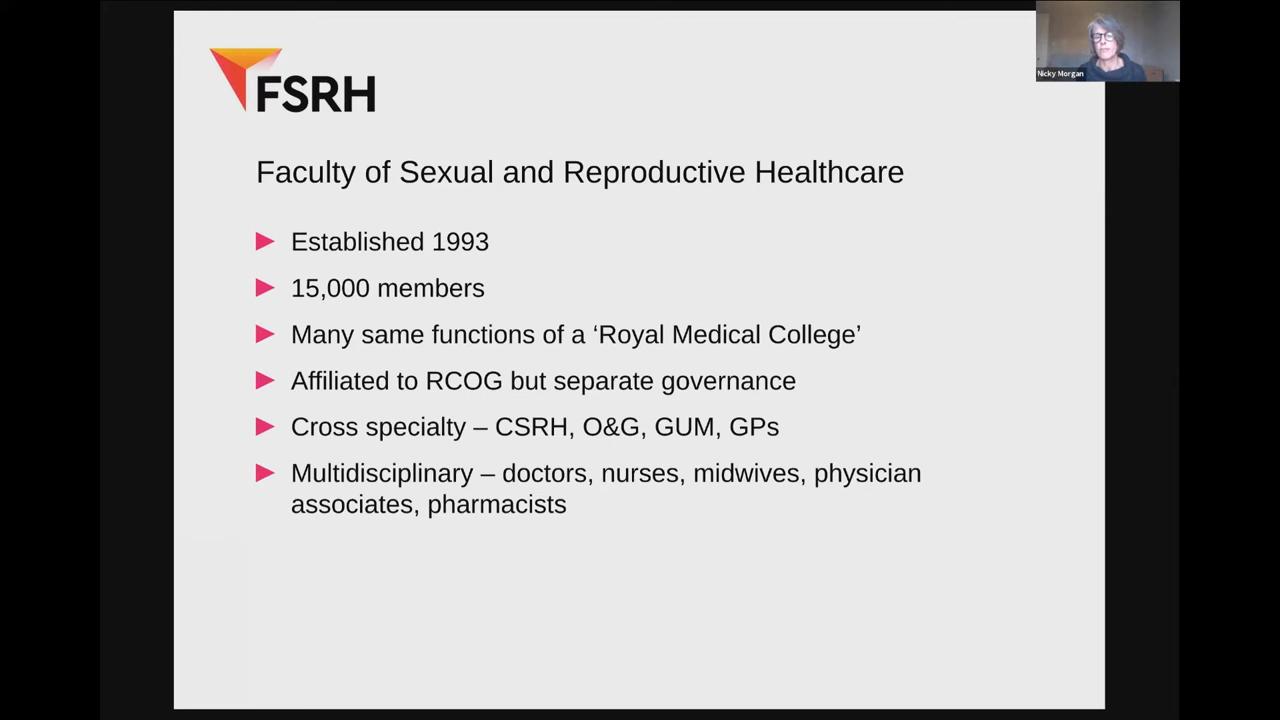 Nicky Morgan
FSRH
Faculty of Sexual and Reproductive Healthcare
Established 1993
15,000 members
Many same functions of a ‘Royal Medical College’
Affiliated to RCOG but separate governance
Cross specialty – CSRH, O&G, GUM, GPs
Multidisciplinary – doctors, nurses, midwives, physician
associates, pharmacists